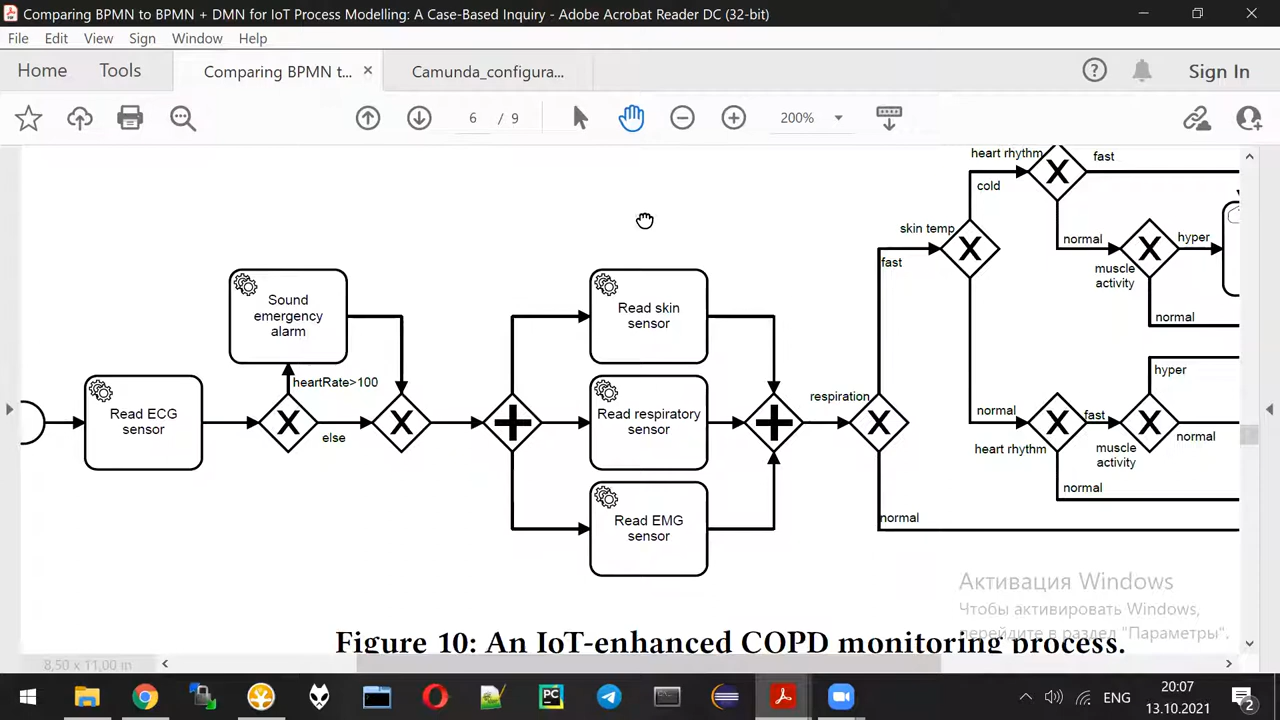 Comparing BPMN to BPMN + DMN for IoT Process Modelling: A Case-Based Inquiry - Adobe Acrobat Reader DC (32-bit)
File Edit View Sign Window Help
Home Tools Comparing BPMN t... Camunda_configura... Sign In
6 / 9 200%
heart rhythm
fast
cold
skin temp
fast
normal
hyper
muscle
activity
normal
Sound
emergency
alarm
Read skin
sensor
heartRate>100
else
Read ECG
sensor
Read respiratory
sensor
respiration
hyper
normal
fast
heart rhythm
muscle
activity
normal
normal
Read EMG
sensor
normal
Активация Windows
Чтобы активировать Windows,
перейдите в раздел "Параметры".
Figure 10: An IoT-enhanced COPD monitoring process.
8,50 x 11,00 in
PC
ENG
20:07
13.10.2021
2